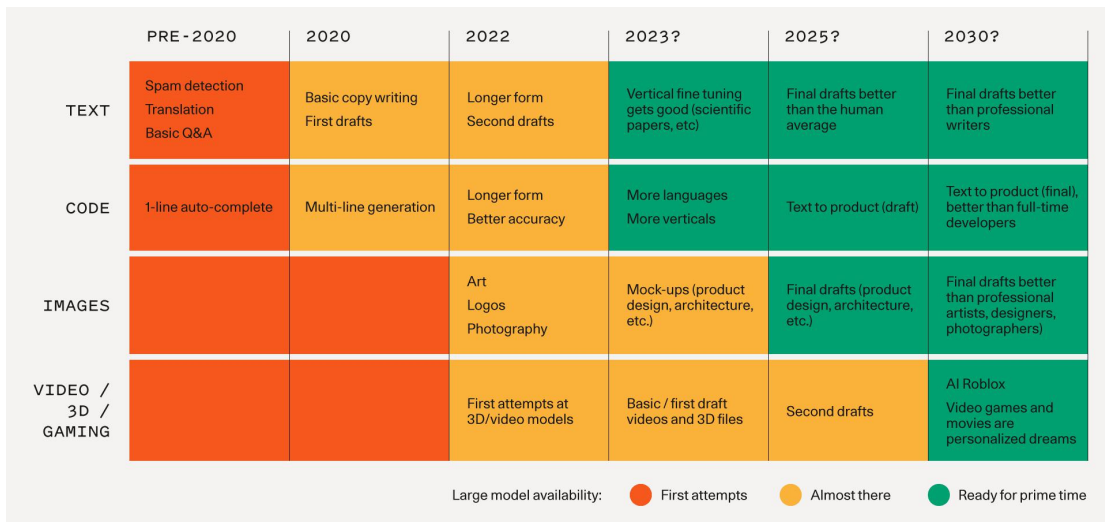 PRE-2020 2020 2022 2023? 2025? 2030?
TEXT
Spam detection
Translation
Basic Q&A
Basic copy writing
First drafts
Longer form
Second drafts
Vertical fine tuning
gets good (scientific
papers, etc)
Final drafts better
than the human
average
Final drafts better
than professional
writers
CODE
1-line auto-complete
Multi-line generation
Longer form
Better accuracy
More languages
More verticals
Text to product (draft)
Text to product (final),
better than full-time
developers
IMAGES
Art
Logos
Photography
Mock-ups (product
design, architecture,
etc.)
Final drafts (product
design, architecture,
etc.)
Final drafts better
than professional
artists, designers,
photographers)
VIDEO /
3D /
GAMING
First attempts at
3D/video models
Basic / first draft
videos and 3D files
Second drafts
AI Roblox
Video games and
movies are
personalized dreams
Large model availability: First attempts Almost there Ready for prime time